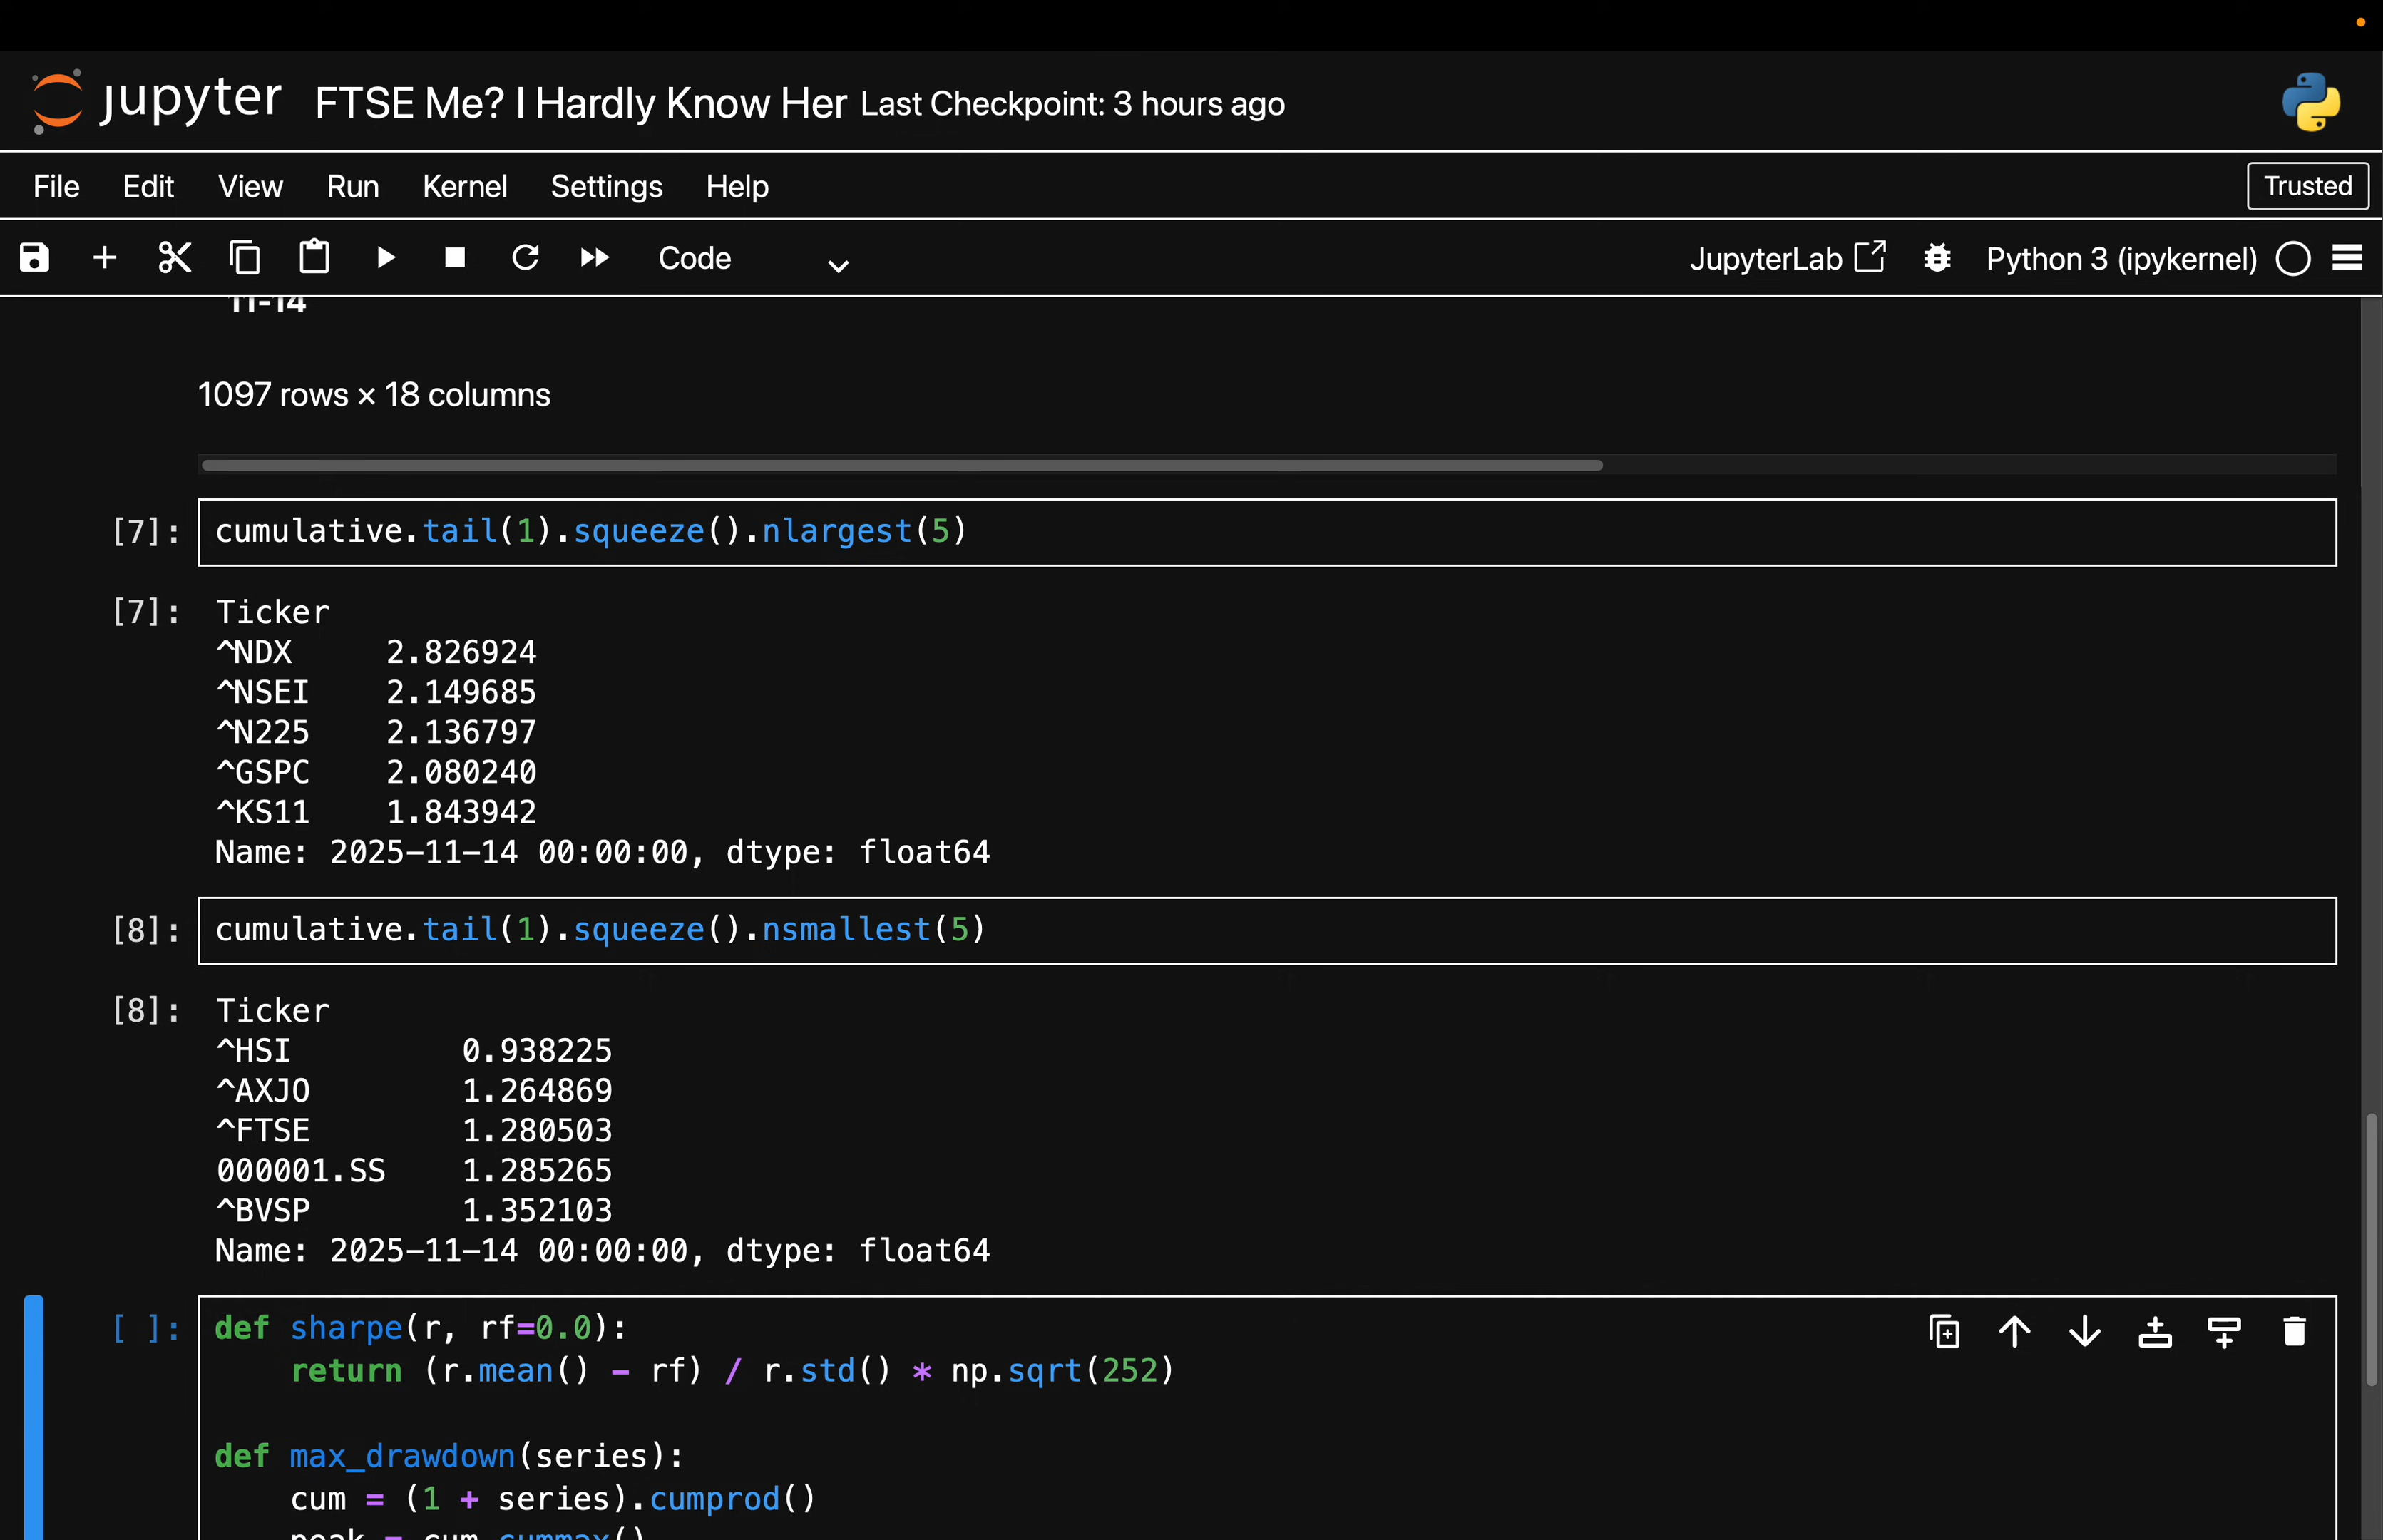 jupyter FTSE Me? I Hardly Know Her Last Checkpoint: 3 hours ago
File Edit View Run Kernel Settings Help Trusted
Code JupyterLab Python 3 (ipykernel)
11-14
1097 rows × 18 columns
[7]: cumulative.tail(1).squeeze().nlargest(5)
[7]: Ticker
^NDX 2.826924
^NSEI 2.149685
^N225 2.136797
^GSPC 2.080240
^KS11 1.843942
Name: 2025-11-14 00:00:00, dtype: float64
[8]: cumulative.tail(1).squeeze().nsmallest(5)
[8]: Ticker
^HSI 0.938225
^AXJO 1.264869
^FTSE 1.280503
000001.SS 1.285265
^BVSP 1.352103
Name: 2025-11-14 00:00:00, dtype: float64
[ ]: def sharpe(r, rf=0.0):
return (r.mean() - rf) / r.std() * np.sqrt(252)
def max_drawdown(series):
cum = (1 + series).cumprod()
peak = cum.cummax()